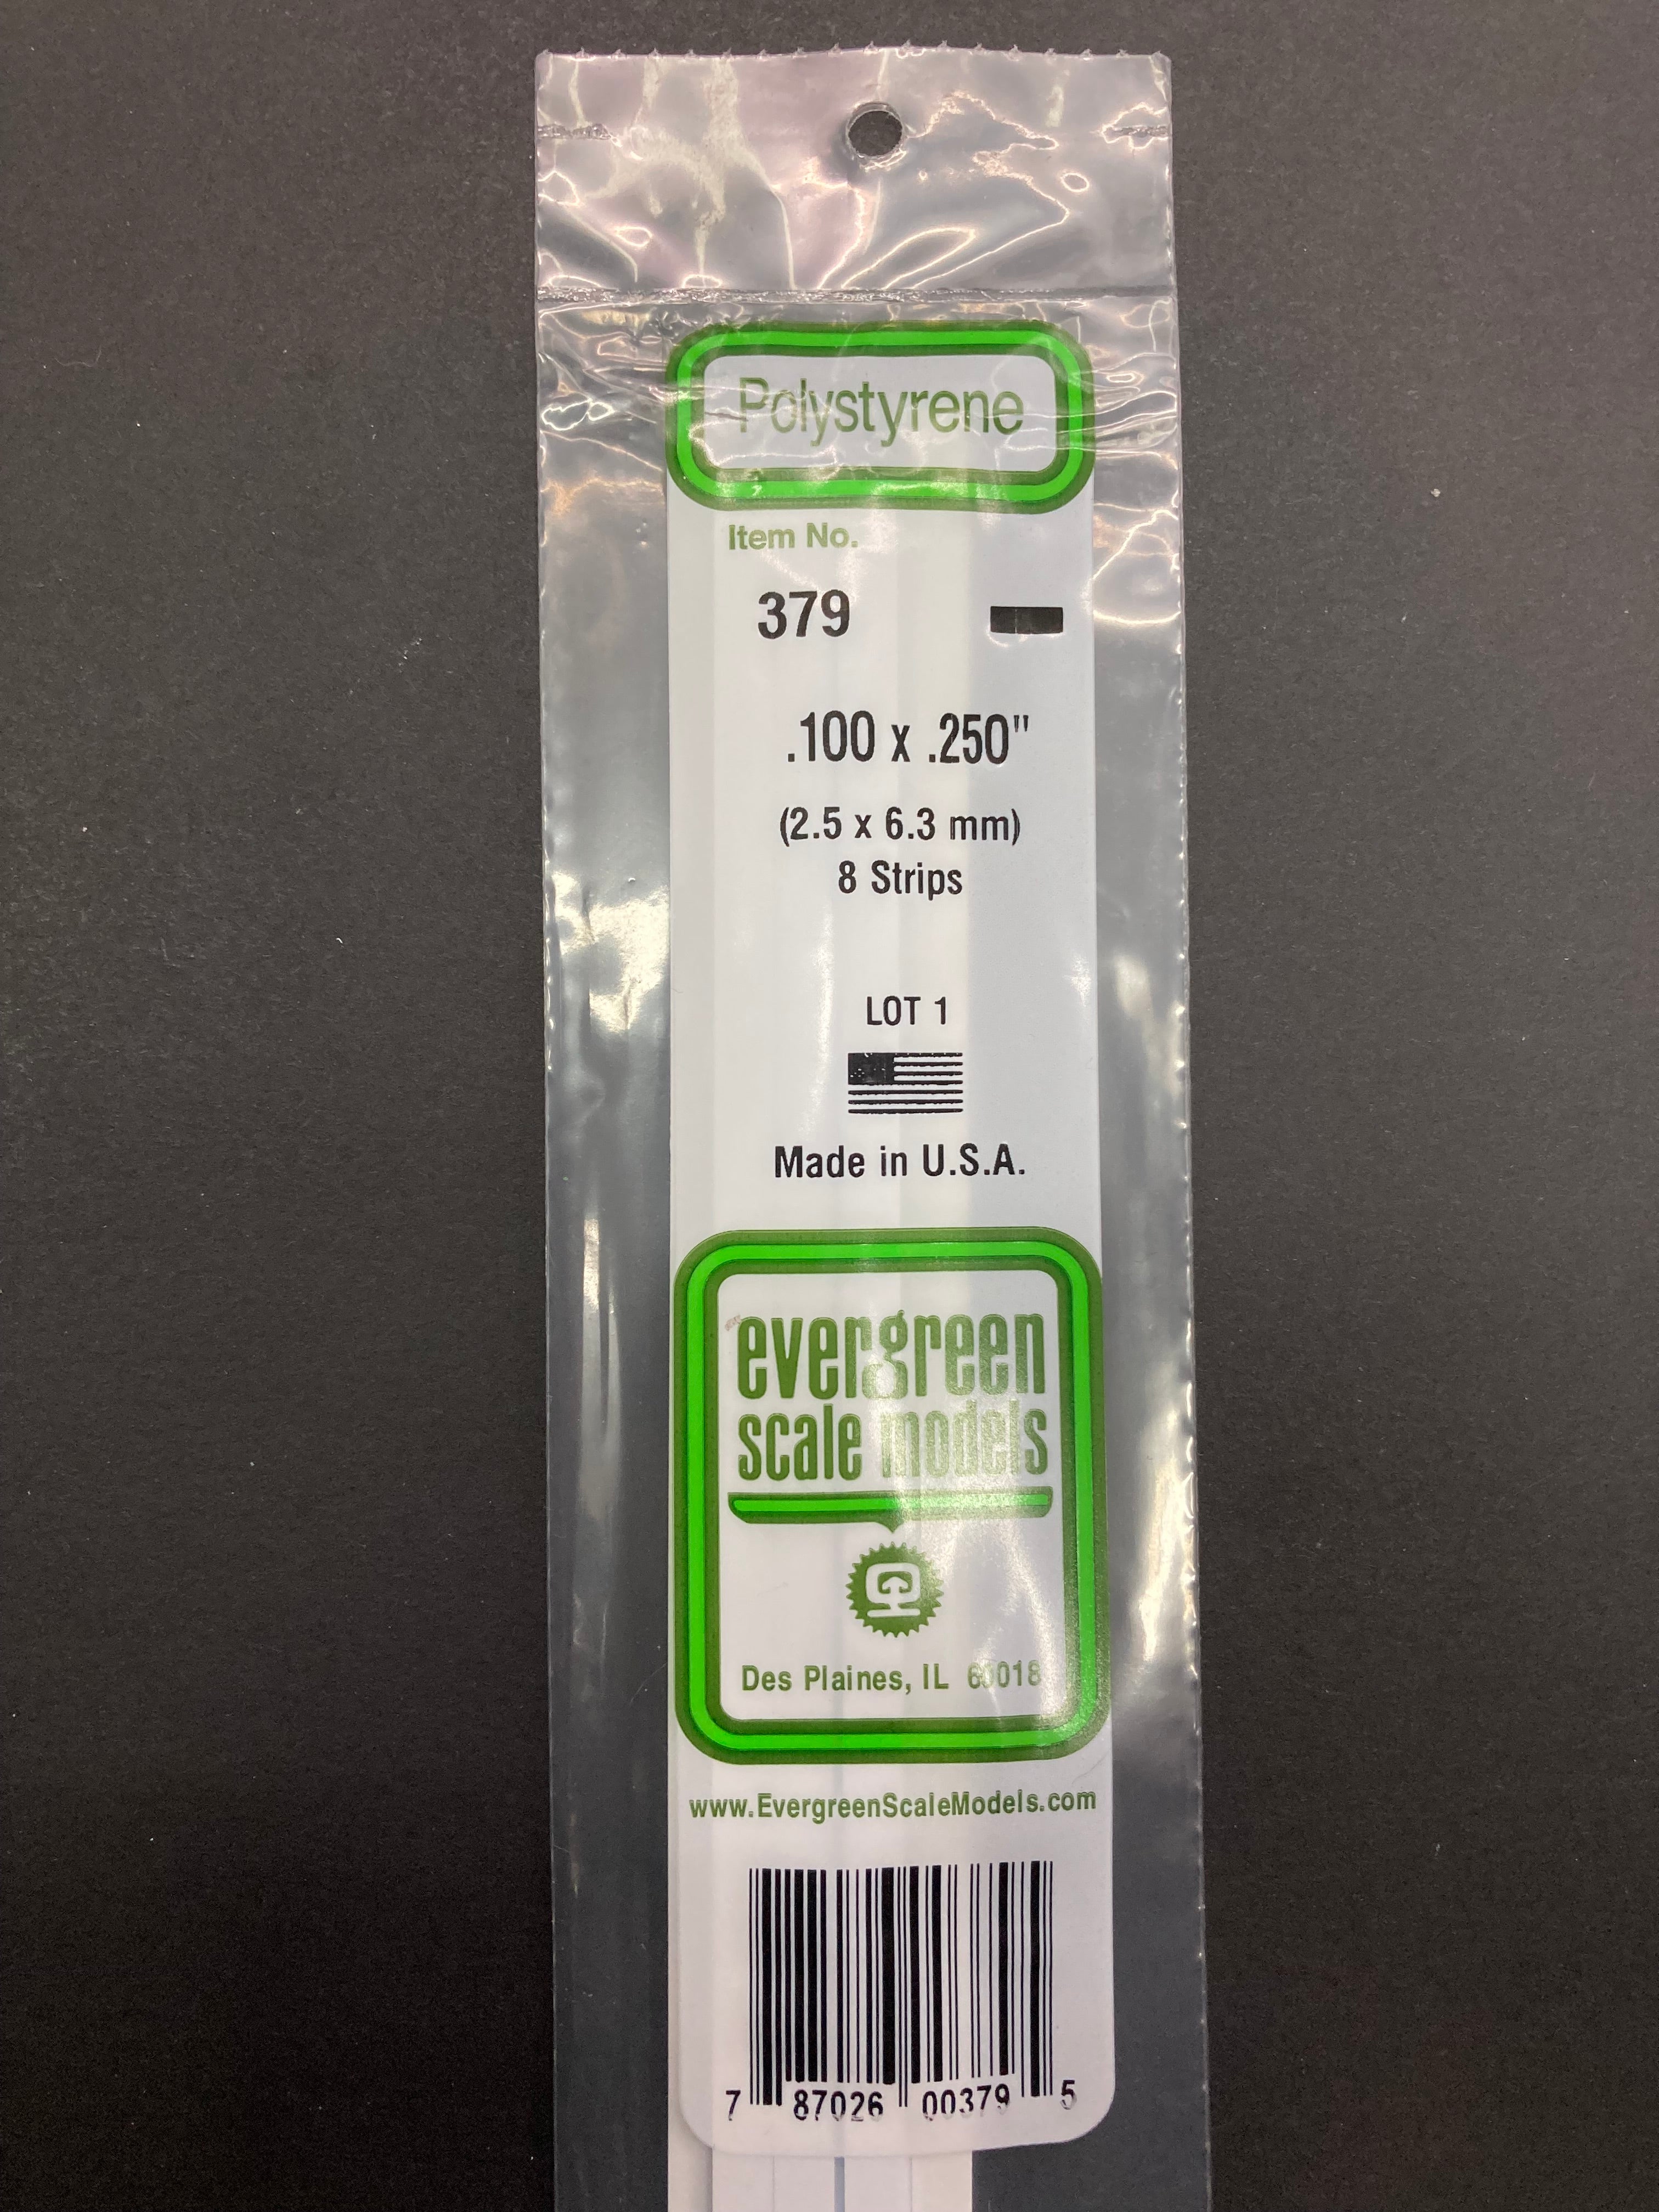 Polystyrene
Item No.
379
.100 x .250"
(2.5 x 6.3 mm)
8 Strips
LOT 1
Made in U.S.A.
evergreen
scale models
Des Plaines, IL 60018
www.EvergreenScaleModels.com
7 87026 00379 5